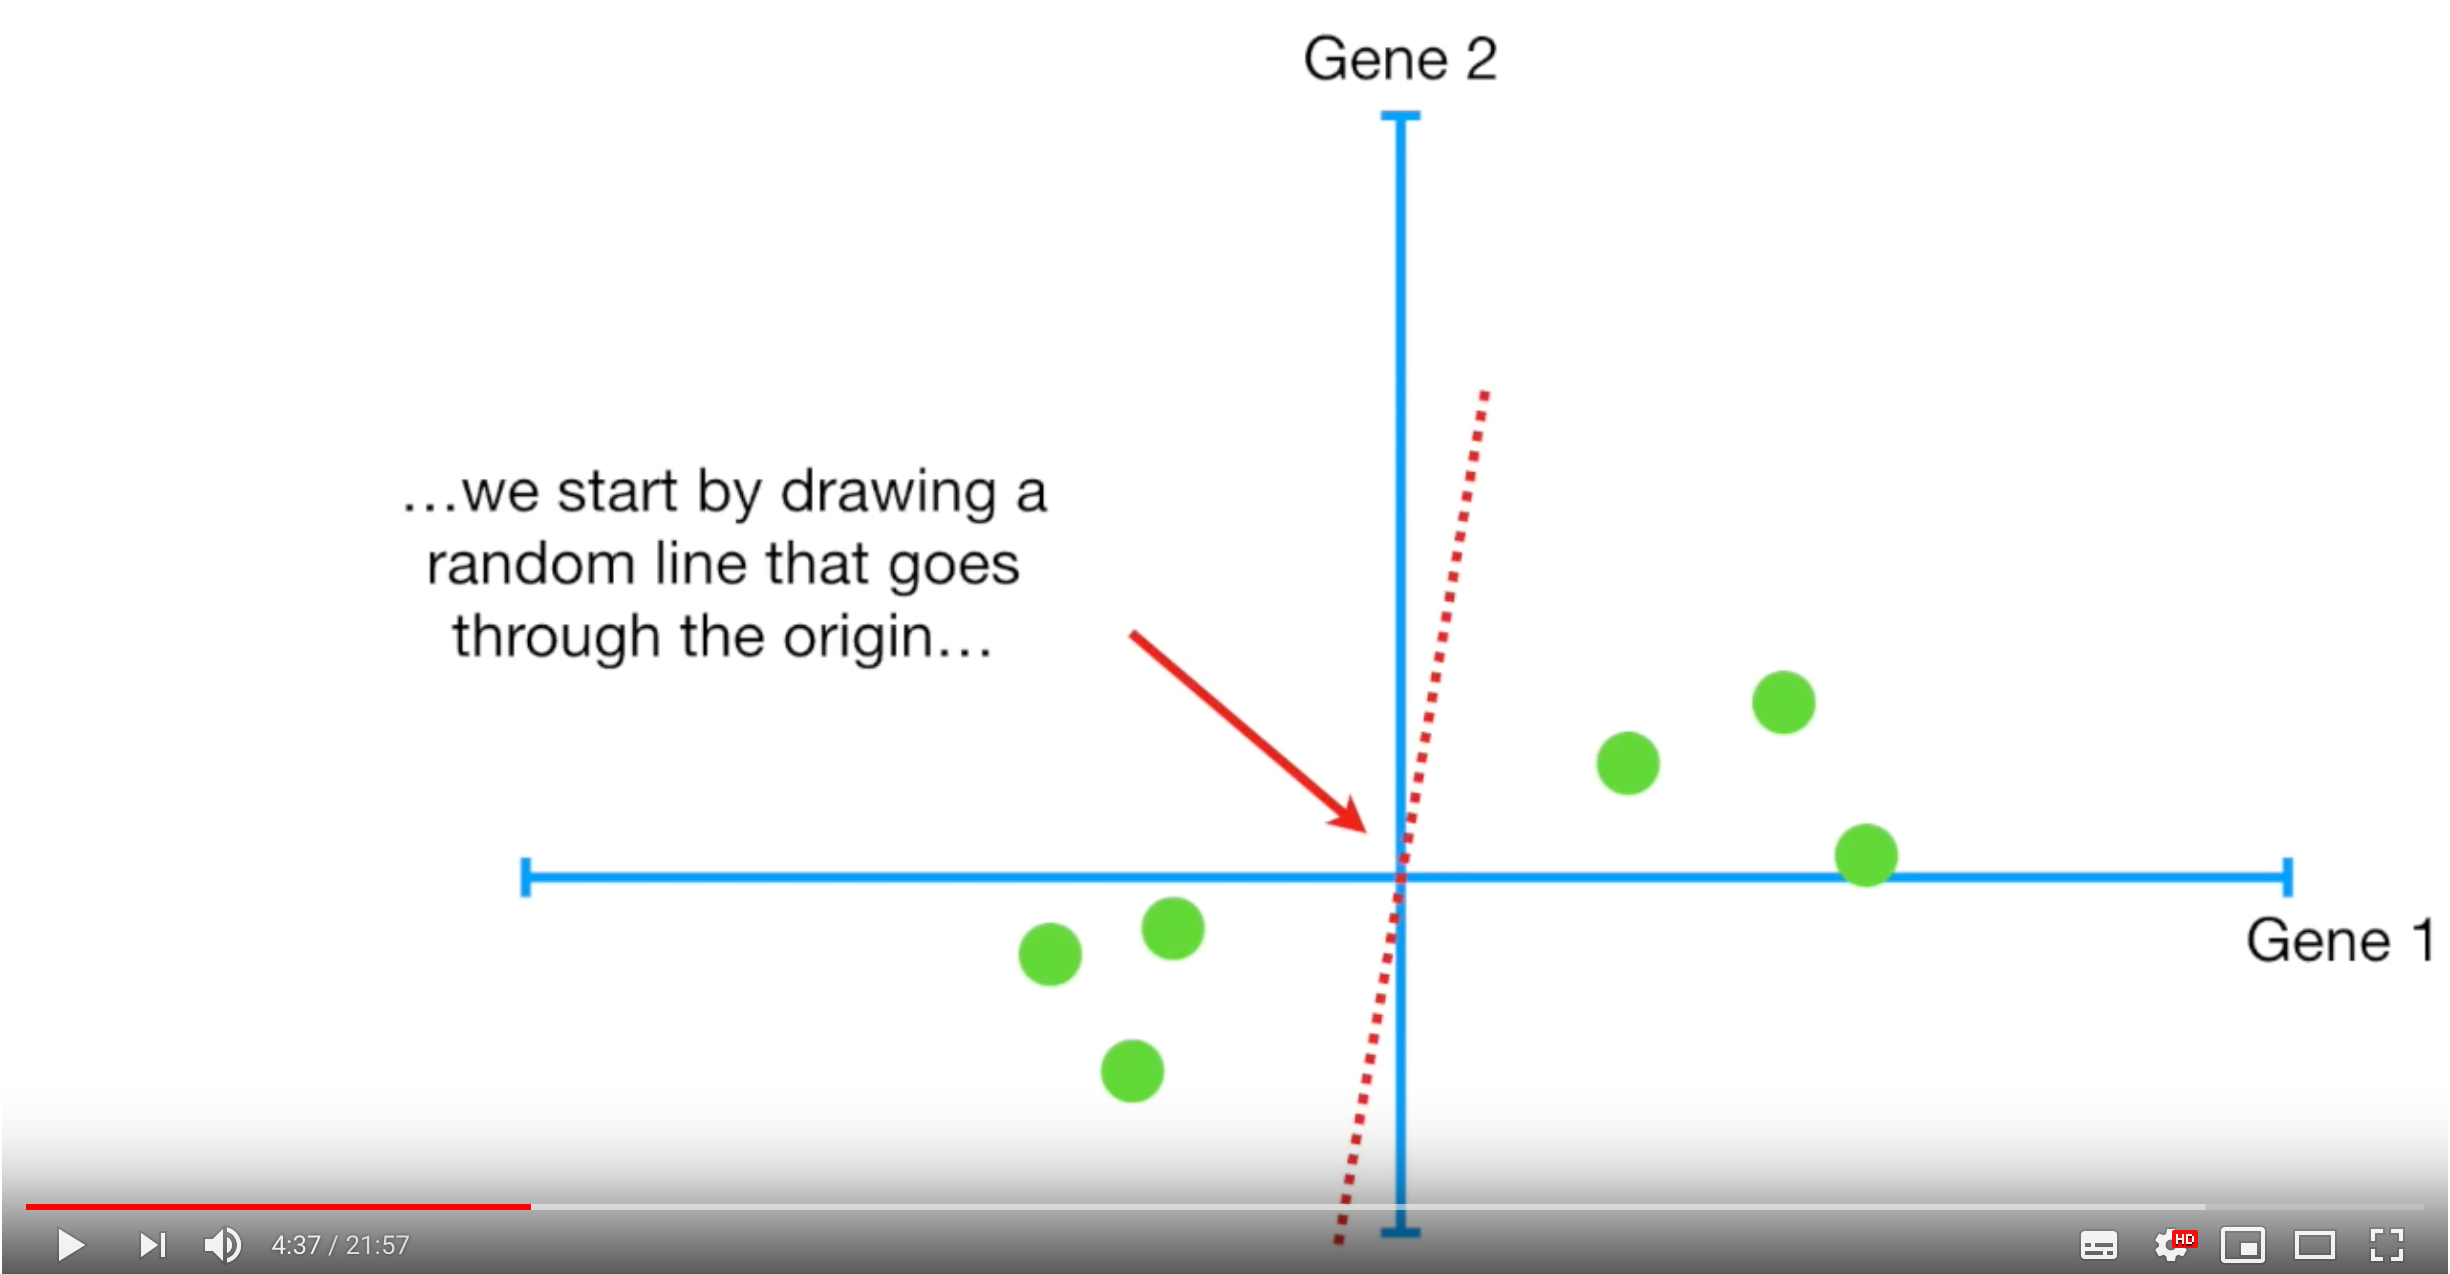 Gene 2
…we start by drawing a
random line that goes
through the origin…
Gene 1
4:37 / 21:57
HD